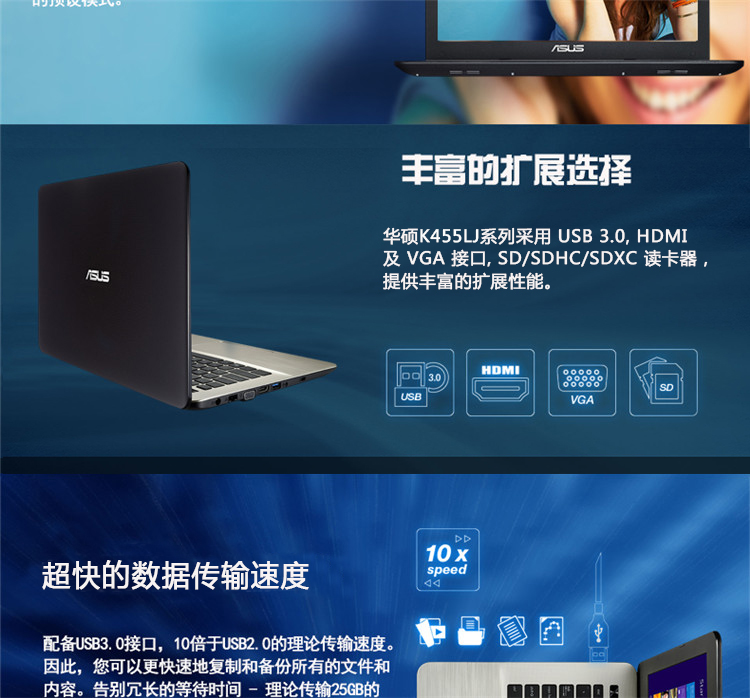 的预设模式。
ASUS
丰富的扩展选择
华硕K455LJ系列采用 USB 3.0, HDMI
及 VGA 接口, SD/SDHC/SDXC 读卡器，
提供丰富的扩展性能。
ASUS
3.0
USB
HDMI
VGA
SD
10 x
speed
超快的数据传输速度
配备USB3.0接口，10倍于USB2.0的理论传输速度。
因此，您可以更快速地复制和备份所有的文件和
内容。告别冗长的等待时间 - 理论传输25GB的